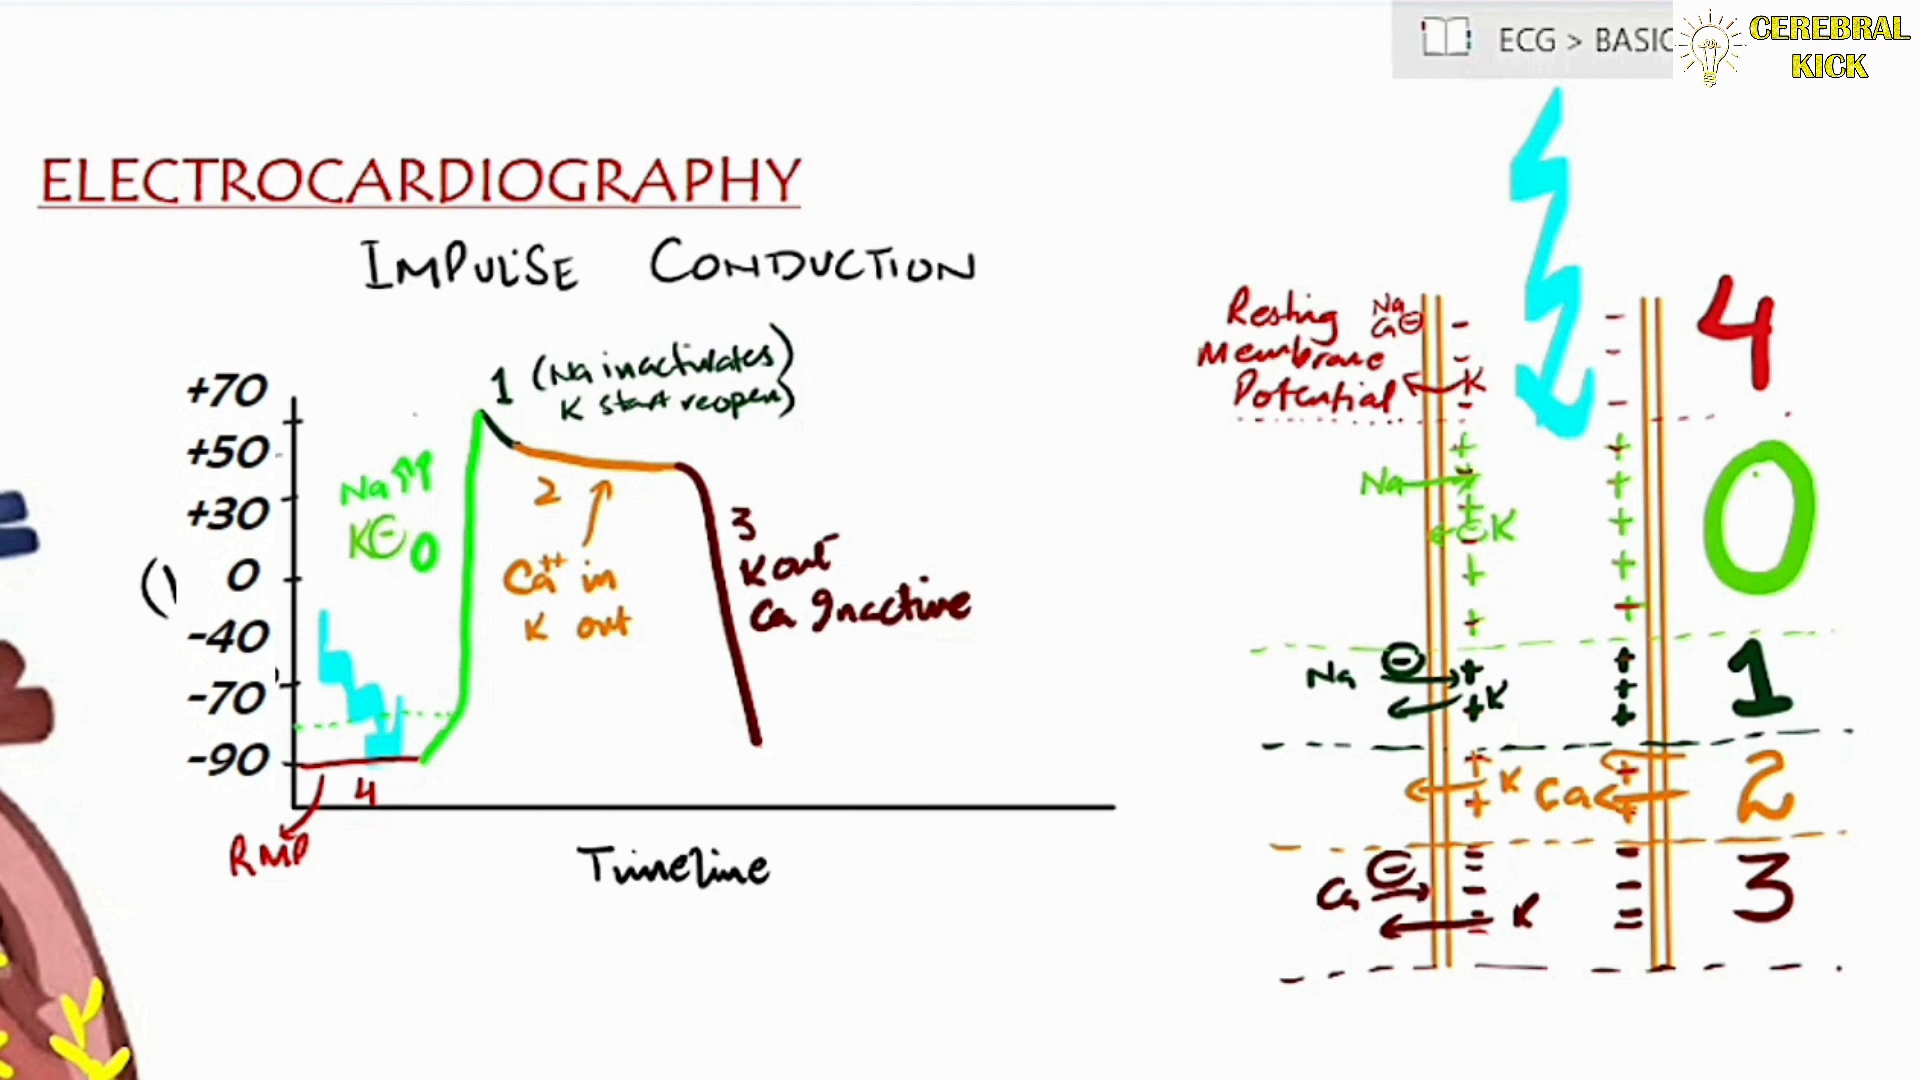 ECG > BASIC
CEREBRAL
KICK
ELECTROCARDIOGRAPHY
IMPULSE CONDUCTION
+70
+50
+30
0
-40
-70
-90
1 (Na inactivates
K start reopen)
Na↑↑
K⊖
0
2
Ca++ in
K out
3
K out
Ca Inactive
4
RMP
Timeline
Resting
Membrane
Potential
Na
Ca⊖
K
4
Na
⊖K
0
Na ⊖
K
1
K Ca
2
Ca ⊖
K
3